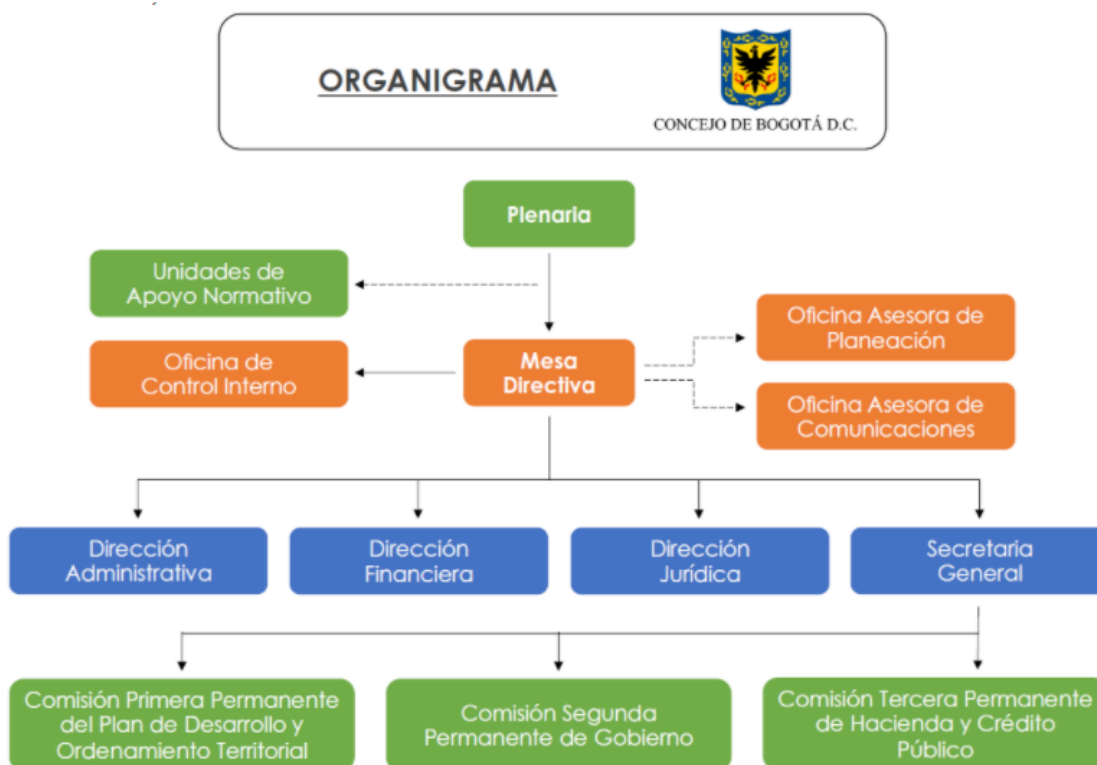 ORGANIGRAMA
CONCEJO DE BOGOTÁ D.C.
Plenaria
Unidades de
Apoyo Normativo
Oficina Asesora de
Planeación
Oficina de
Control Interno
Mesa
Directiva
Oficina Asesora de
Comunicaciones
Dirección
Administrativa
Dirección
Financiera
Dirección
Jurídica
Secretaria
General
Comisión Primera Permanente
del Plan de Desarrollo y
Ordenamiento Territorial
Comisión Segunda
Permanente de Gobierno
Comisión Tercera Permanente
de Hacienda y Crédito
Público